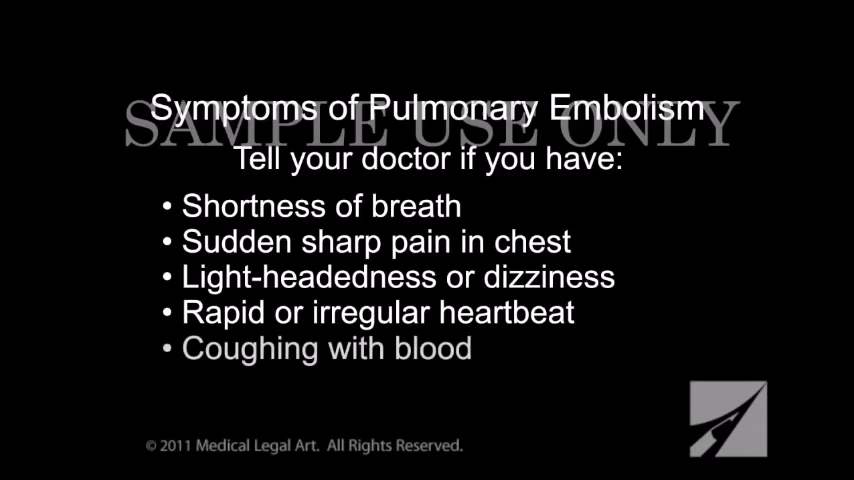 Symptoms of Pulmonary Embolism
SAMPLE USE ONLY
Tell your doctor if you have:
• Shortness of breath
• Sudden sharp pain in chest
• Light-headedness or dizziness
• Rapid or irregular heartbeat
• Coughing with blood
© 2011 Medical Legal Art. All Rights Reserved.